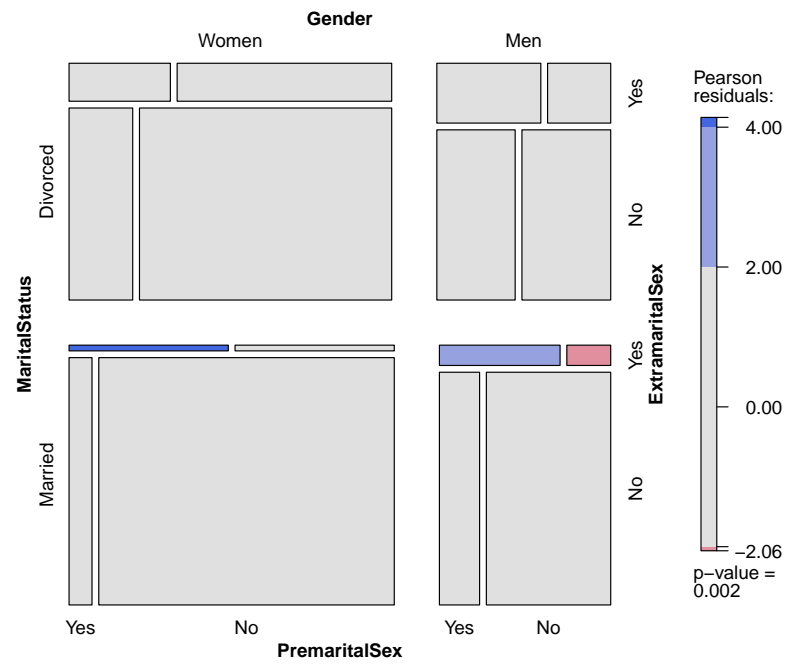 Gender
Women
Men
MaritalStatus
Divorced
Married
Yes
No
Yes
No
ExtramaritalSex
Yes
No
Yes
No
PremaritalSex
Pearson
residuals:
4.00
2.00
0.00
−2.06
p−value =
0.002